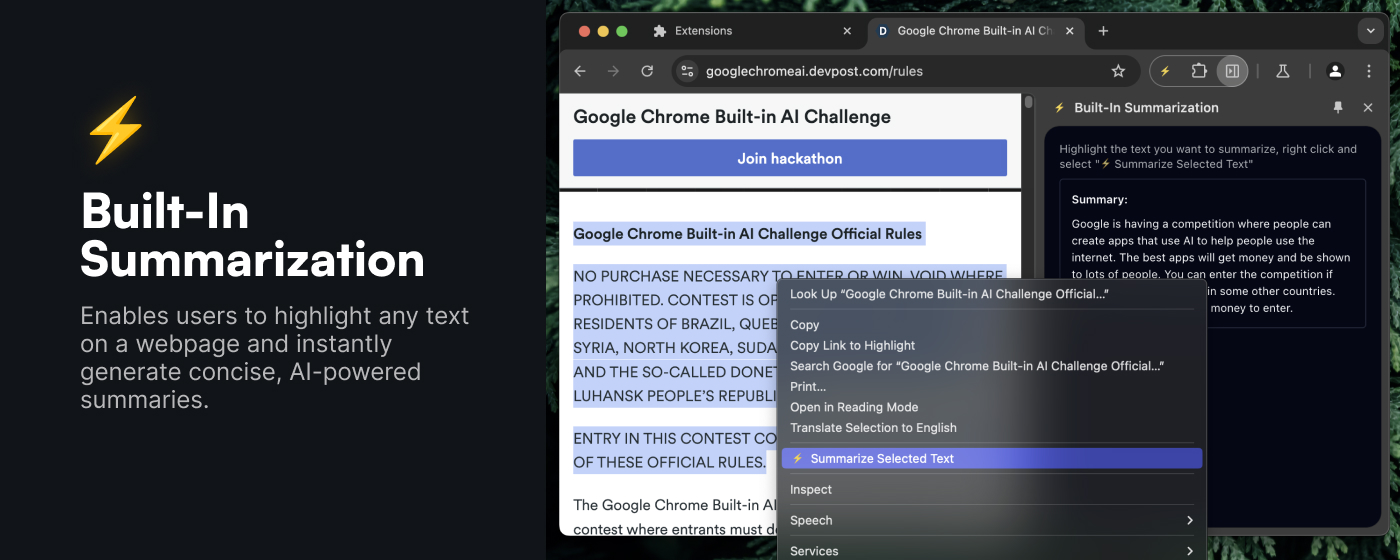 Built-In
Summarization
Enables users to highlight any text
on a webpage and instantly
generate concise, AI-powered
summaries.
Extensions
Google Chrome Built-in AI Ch
googlechromeai.devpost.com/rules
Google Chrome Built-in AI Challenge
Join hackathon
Google Chrome Built-in AI Challenge Official Rules
NO PURCHASE NECESSARY TO ENTER OR WIN. VOID WHERE
PROHIBITED. CONTEST IS OP
RESIDENTS OF BRAZIL, QUEB
SYRIA, NORTH KOREA, SUDA
AND THE SO-CALLED DONET
LUHANSK PEOPLE'S REPUBLI
ENTRY IN THIS CONTEST CO
OF THESE OFFICIAL RULES.
The Google Chrome Built-in AI
contest where entrants must de
Look Up “Google Chrome Built-in AI Challenge Official...”
Copy
Copy Link to Highlight
Search Google for “Google Chrome Built-in AI Challenge Official...”
Print...
Open in Reading Mode
Translate Selection to English
⚡ Summarize Selected Text
Inspect
Speech
Services
⚡ Built-In Summarization
Highlight the text you want to summarize, right click and
select "⚡ Summarize Selected Text"
Summary:
Google is having a competition where people can
create apps that use AI to help people use the
internet. The best apps will get money and be shown
to lots of people. You can enter the competition if
in some other countries.
money to enter.